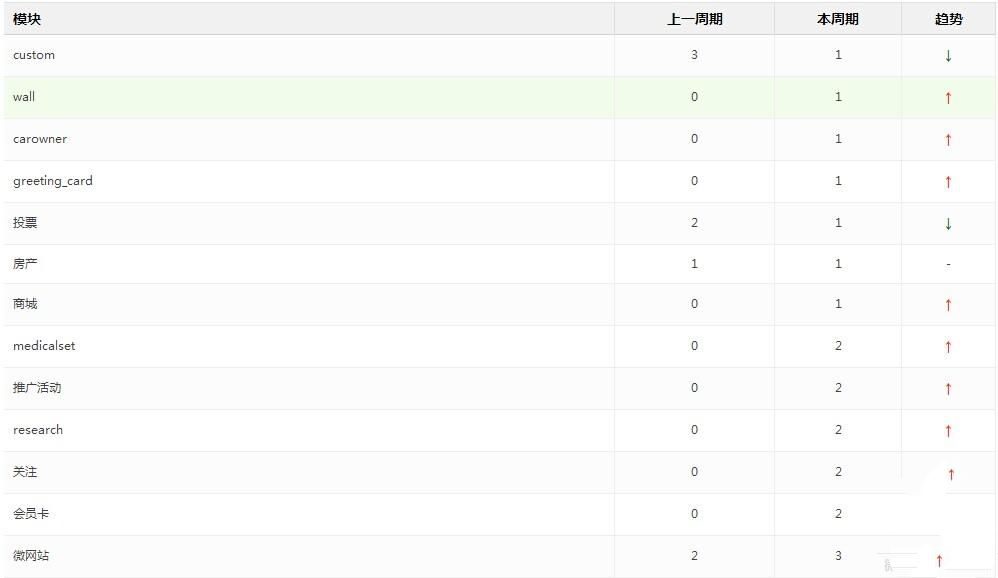 模块 上一周期 本周期 趋势
custom 3 1 ↓
wall 0 1 ↑
carowner 0 1 ↑
greeting_card 0 1 ↑
投票 2 1 ↓
房产 1 1 -
商城 0 1 ↑
medicalset 0 2 ↑
推广活动 0 2 ↑
research 0 2 ↑
关注 0 2 ↑
会员卡 0 2
微网站 2 3 ↑